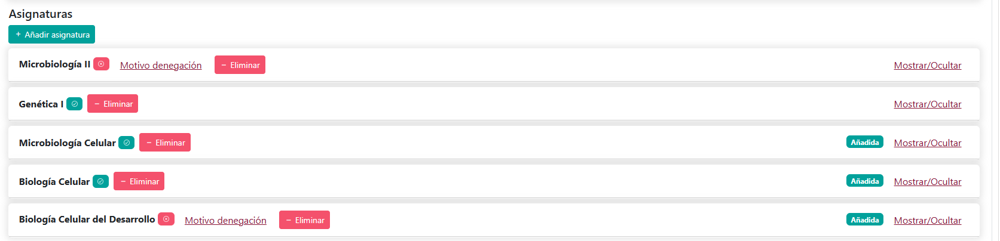 Asignaturas
+ Añadir asignatura
Microbiología II Motivo denegación − Eliminar Mostrar/Ocultar
Genética I − Eliminar Mostrar/Ocultar
Microbiología Celular − Eliminar Añadida Mostrar/Ocultar
Biología Celular − Eliminar Añadida Mostrar/Ocultar
Biología Celular del Desarrollo Motivo denegación − Eliminar Añadida Mostrar/Ocultar